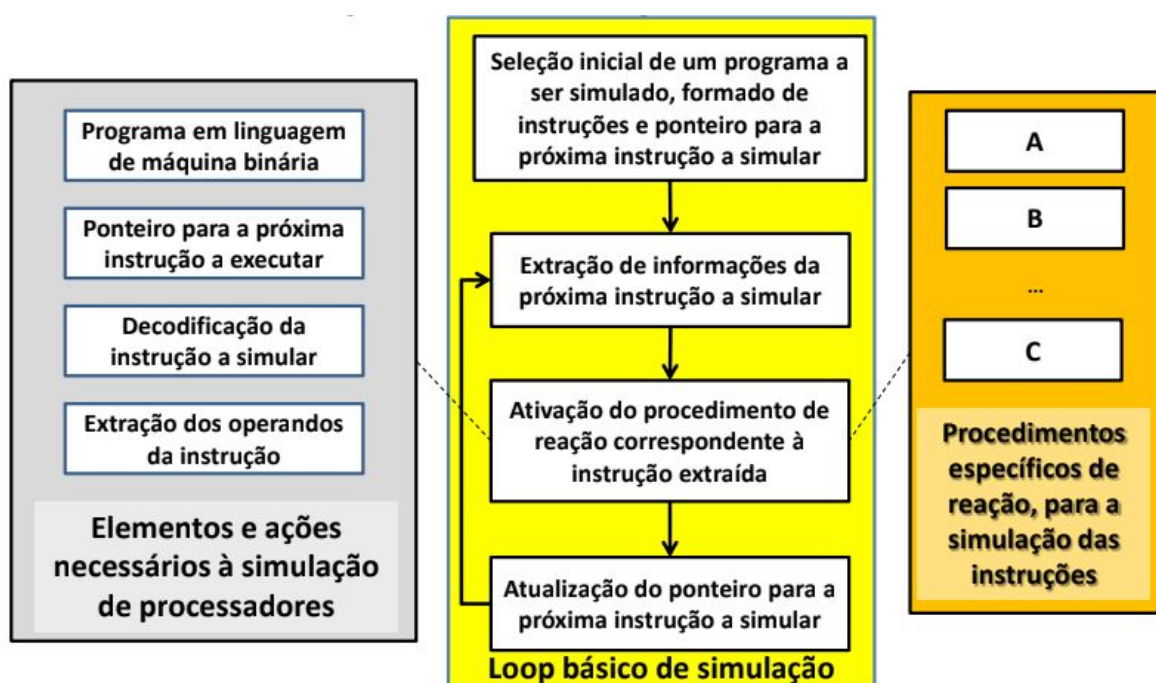 Programa em linguagem
de máquina binária
Ponteiro para a próxima
instrução a executar
Decodificação da
instrução a simular
Extração dos operandos
da instrução
Elementos e ações
necessários à simulação
de processadores
Seleção inicial de um programa a
ser simulado, formado de
instruções e ponteiro para a
próxima instrução a simular
Extração de informações da
próxima instrução a simular
Ativação do procedimento de
reação correspondente à
instrução extraída
Atualização do ponteiro para a
próxima instrução a simular
Loop básico de simulação
A
B
...
C
Procedimentos
específicos de
reação, para a
simulação das
instruções